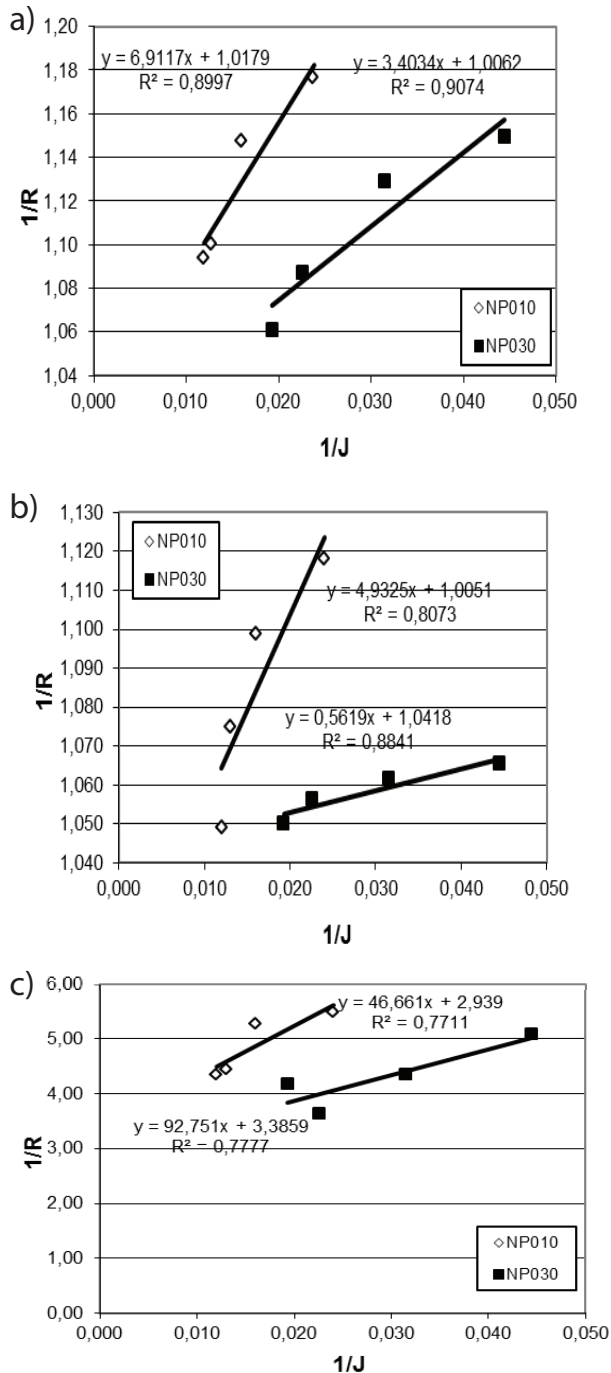 a)
1,20
1,18
1,16
1,14
1,12
1,10
1,08
1,06
1,04
y = 6,9117x + 1,0179
R² = 0,8997
y = 3,4034x + 1,0062
R² = 0,9074
1/R
NP010
NP030
0,000 0,010 0,020 0,030 0,040 0,050
1/J
b)
1,130
1,120
1,110
1,100
1,090
1,080
1,070
1,060
1,050
1,040
NP010
NP030
y = 4,9325x + 1,0051
R² = 0,8073
1/R
y = 0,5619x + 1,0418
R² = 0,8841
0,000 0,010 0,020 0,030 0,040 0,050
1/J
c)
6,00
5,00
4,00
3,00
2,00
1,00
0,00
y = 46,661x + 2,939
R² = 0,7711
y = 92,751x + 3,3859
R² = 0,7777
1/R
NP010
NP030
0,000 0,010 0,020 0,030 0,040 0,050
1/J